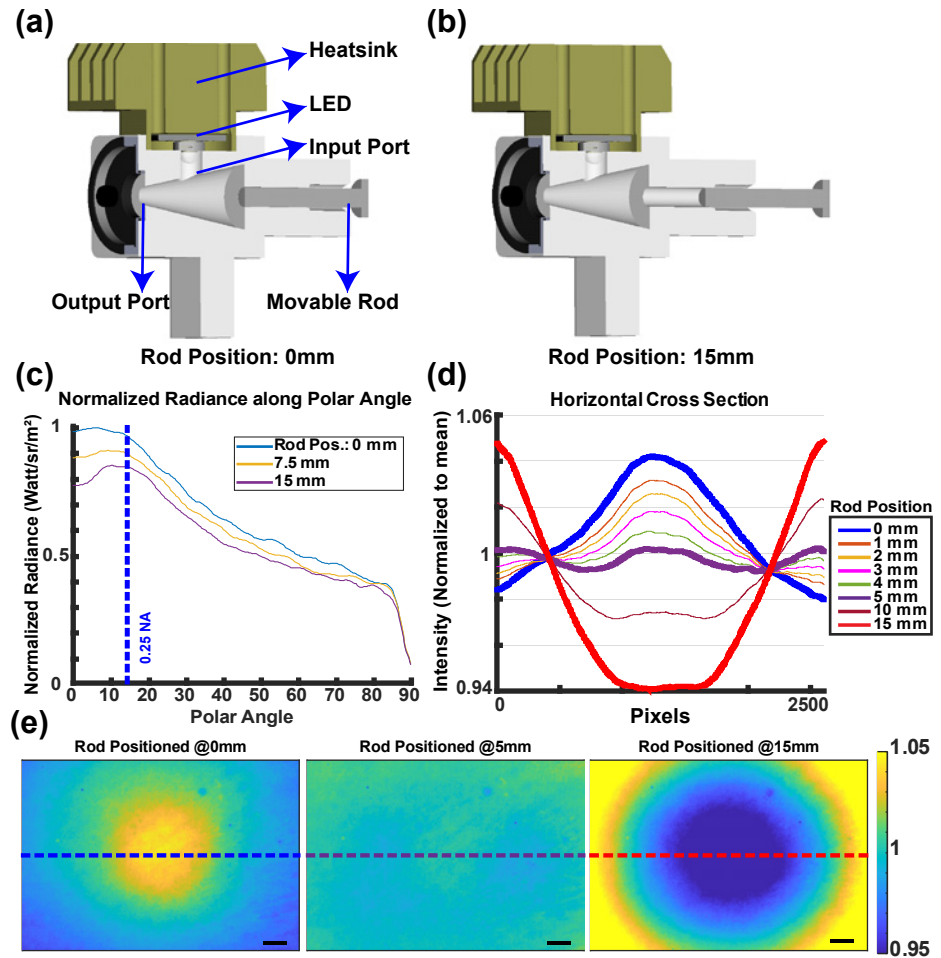 (a)
Heatsink
LED
Input Port
Output Port
Movable Rod
Rod Position: 0mm
(b)
Rod Position: 15mm
(c)
Normalized Radiance along Polar Angle
Normalized Radiance (Watt/sr/m²)
1
0.5
0
Rod Pos.: 0 mm
7.5 mm
15 mm
0.25 NA
0 10 20 30 40 50 60 70 80 90
Polar Angle
(d)
Horizontal Cross Section
Intensity (Normalized to mean)
1.06
1
0.94
0 2500
Pixels
Rod Position
0 mm
1 mm
2 mm
3 mm
4 mm
5 mm
10 mm
15 mm
(e)
Rod Positioned @0mm
Rod Positioned @5mm
Rod Positioned @15mm
1.05
1
0.95